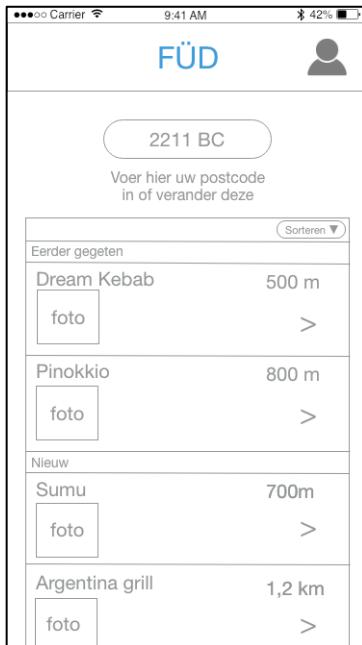 Carrier 9:41 AM 42%
FÜD
2211 BC
Voer hier uw postcode
in of verander deze
Sorteren ▼
Eerder gegeten
Dream Kebab 500 m
foto >
Pinokkio 800 m
foto >
Nieuw
Sumu 700m
foto >
Argentina grill 1,2 km
foto >